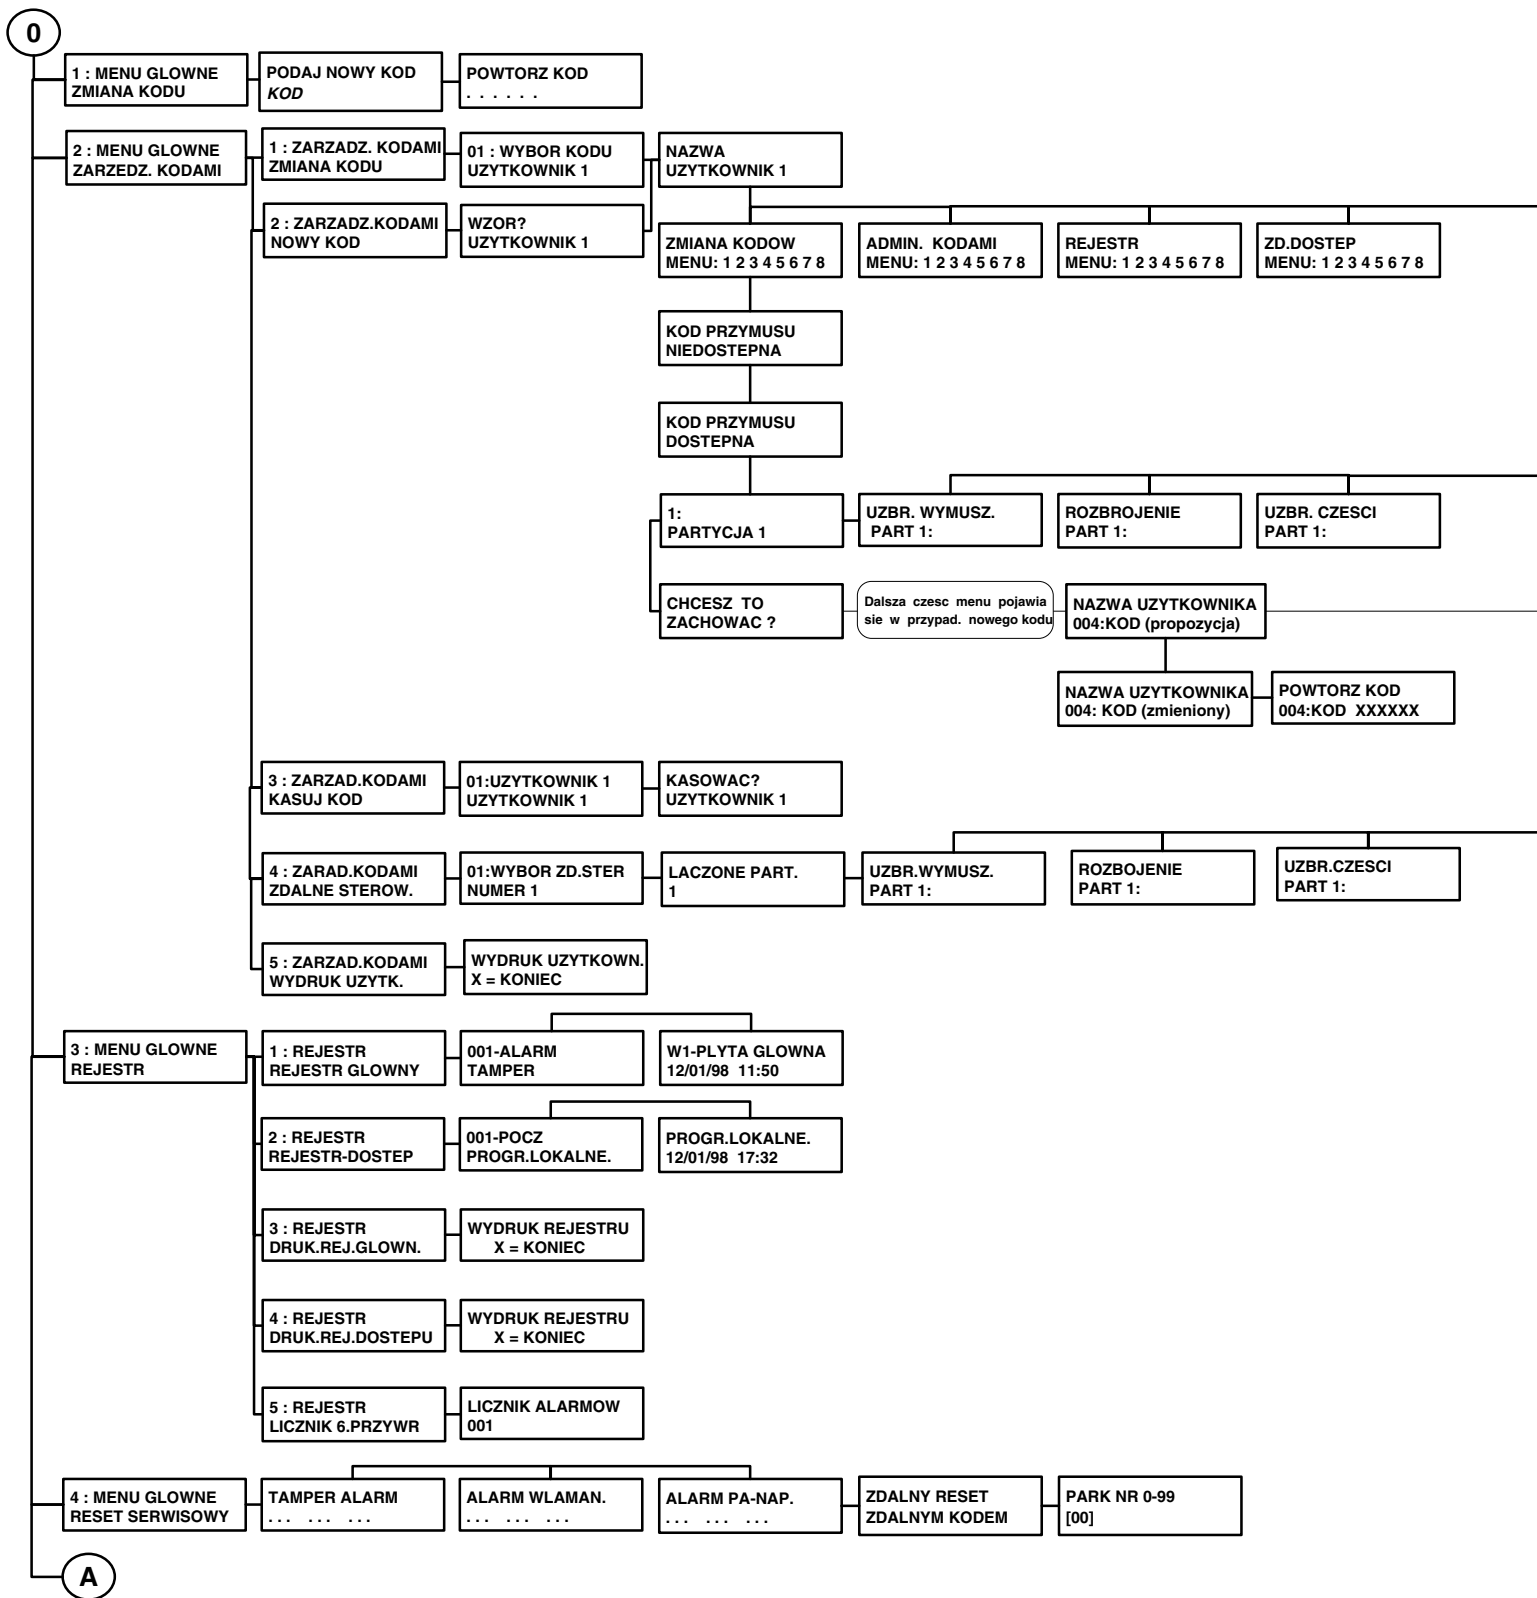 0
1 : MENU GLOWNE
ZMIANA KODU
PODAJ NOWY KOD
KOD
POWTORZ KOD
. . . . . .
2 : MENU GLOWNE
ZARZEDZ. KODAMI
1 : ZARZADZ. KODAMI
ZMIANA KODU
01 : WYBOR KODU
UZYTKOWNIK 1
NAZWA
UZYTKOWNIK 1
2 : ZARZADZ.KODAMI
NOWY KOD
WZOR?
UZYTKOWNIK 1
ZMIANA KODOW
MENU: 1 2 3 4 5 6 7 8
ADMIN. KODAMI
MENU: 1 2 3 4 5 6 7 8
REJESTR
MENU: 1 2 3 4 5 6 7 8
ZD.DOSTEP
MENU: 1 2 3 4 5 6 7 8
KOD PRZYMUSU
NIEDOSTEPNA
KOD PRZYMUSU
DOSTEPNA
1:
PARTYCJA 1
UZBR. WYMUSZ.
PART 1:
ROZBROJENIE
PART 1:
UZBR. CZESCI
PART 1:
CHCESZ TO
ZACHOWAC ?
Dalsza czesc menu pojawia
sie w przypad. nowego kodu
NAZWA UZYTKOWNIKA
004:KOD (propozycja)
NAZWA UZYTKOWNIKA
004: KOD (zmieniony)
POWTORZ KOD
004:KOD XXXXXX
3 : ZARZAD.KODAMI
KASUJ KOD
01:UZYTKOWNIK 1
UZYTKOWNIK 1
KASOWAC?
UZYTKOWNIK 1
4 : ZARAD.KODAMI
ZDALNE STEROW.
01:WYBOR ZD.STER
NUMER 1
LACZONE PART.
1
UZBR.WYMUSZ.
PART 1:
ROZBOJENIE
PART 1:
UZBR.CZESCI
PART 1:
5 : ZARZAD.KODAMI
WYDRUK UZYTK.
WYDRUK UZYTKOWN.
X = KONIEC
3 : MENU GLOWNE
REJESTR
1 : REJESTR
REJESTR GLOWNY
001-ALARM
TAMPER
W1-PLYTA GLOWNA
12/01/98 11:50
2 : REJESTR
REJESTR-DOSTEP
001-POCZ
PROGR.LOKALNE.
PROGR.LOKALNE.
12/01/98 17:32
3 : REJESTR
DRUK.REJ.GLOWN.
WYDRUK REJESTRU
X = KONIEC
4 : REJESTR
DRUK.REJ.DOSTEPU
WYDRUK REJESTRU
X = KONIEC
5 : REJESTR
LICZNIK 6.PRZYWR
LICZNIK ALARMOW
001
4 : MENU GLOWNE
RESET SERWISOWY
TAMPER ALARM
. . . . . . . . .
ALARM WLAMAN.
. . . . . . . . .
ALARM PA-NAP.
. . . . . . . . .
ZDALNY RESET
ZDALNYM KODEM
PARK NR 0-99
[00]
A